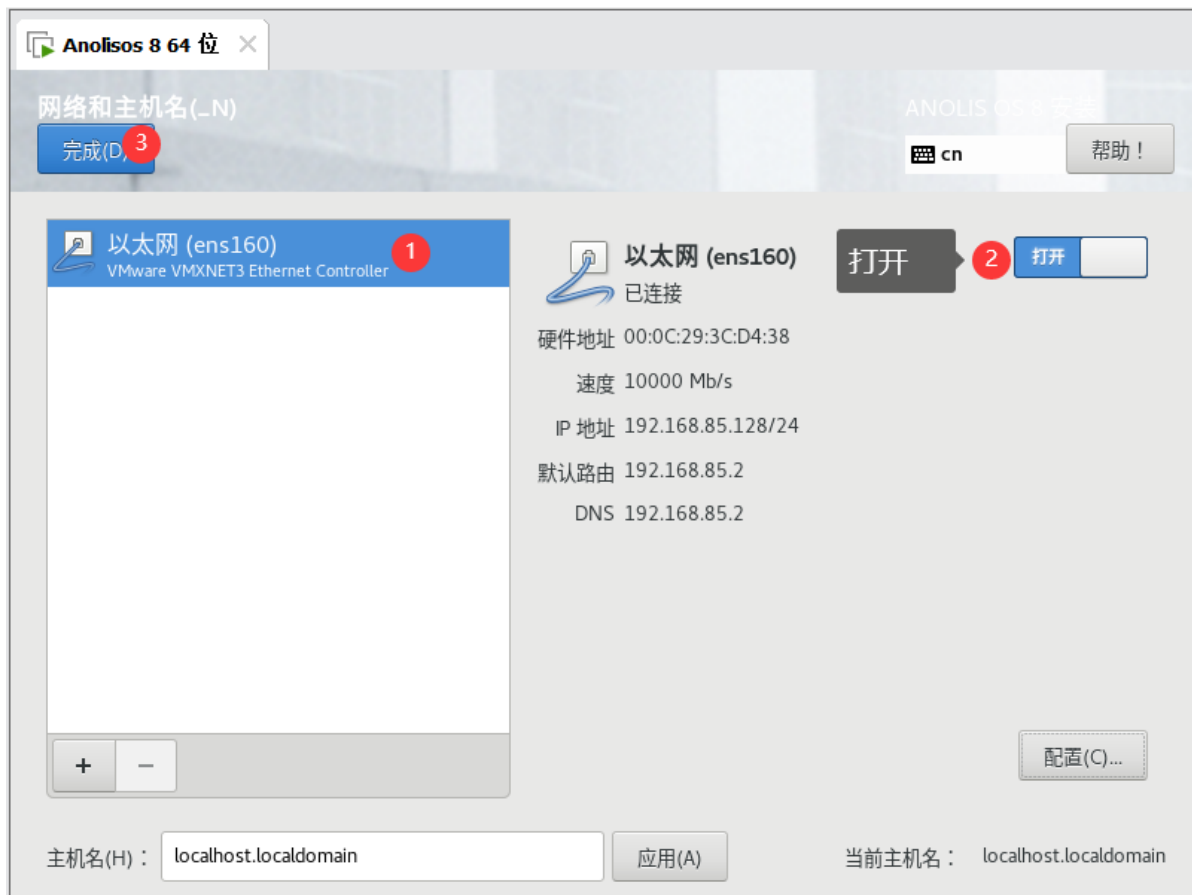 Anolisos 8 64 位
网络和主机名(_N)
ANOLIS OS 8 安装
完成(D)
3
cn
帮助！
以太网 (ens160)
VMware VMXNET3 Ethernet Controller
1
以太网 (ens160)
已连接
打开
2
打开
硬件地址 00:0C:29:3C:D4:38
速度 10000 Mb/s
IP 地址 192.168.85.128/24
默认路由 192.168.85.2
DNS 192.168.85.2
+ −
配置(C)...
主机名(H)： localhost.localdomain 应用(A) 当前主机名： localhost.localdomain